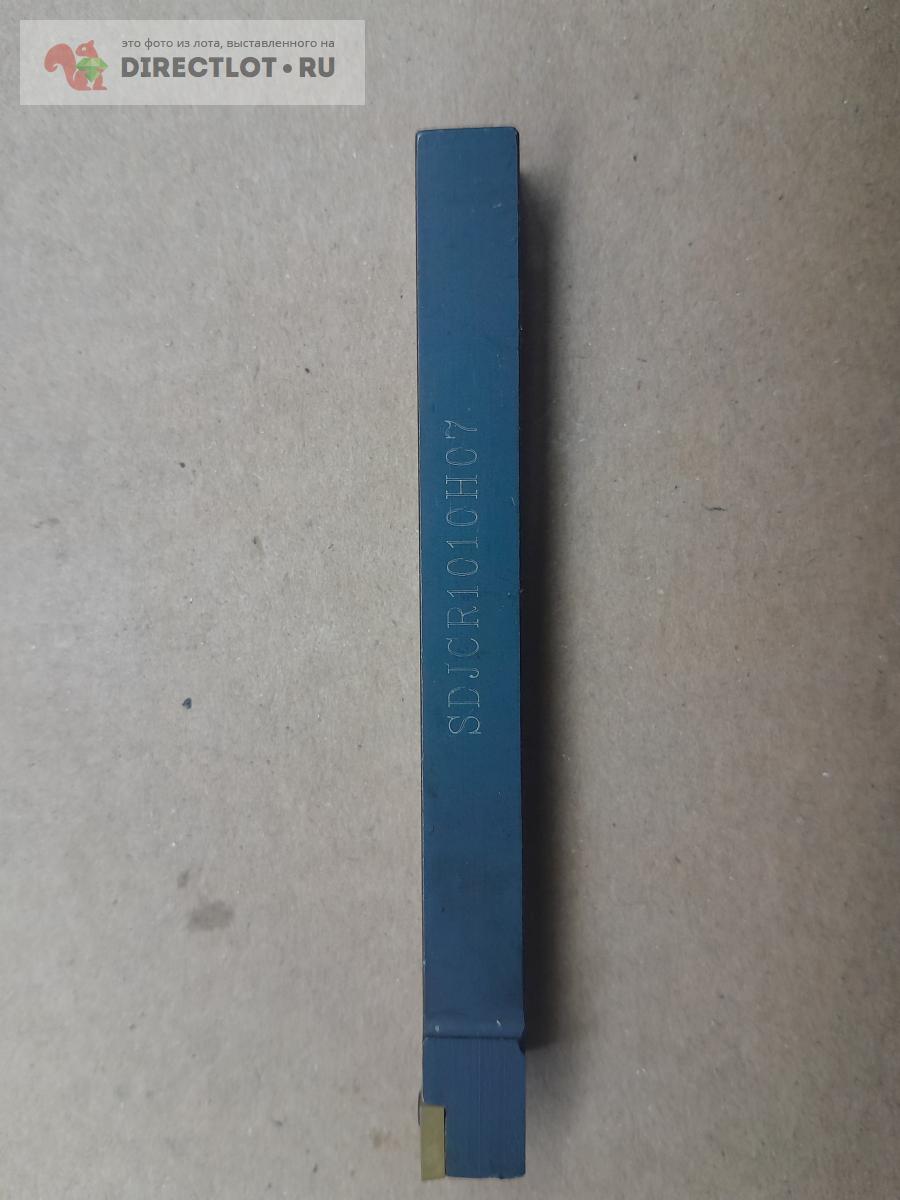 это фото из лота, выставленного на
DIRECTLOT•RU
SDJCR1010H07